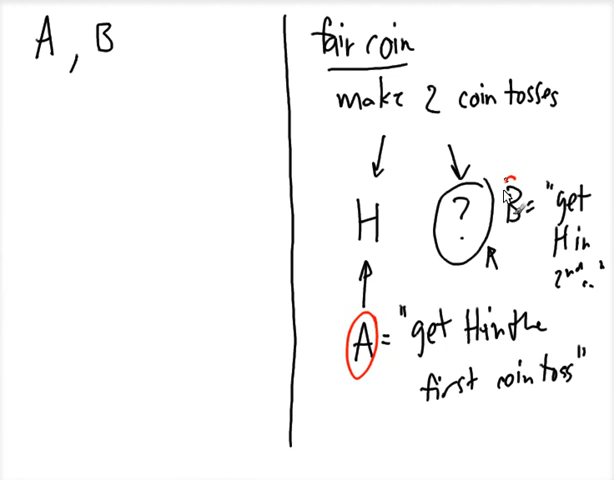 A, B
fair coin
make 2 coin tosses
H
?
B = "get
H in
2nd
A = "get H in the
first coin toss"